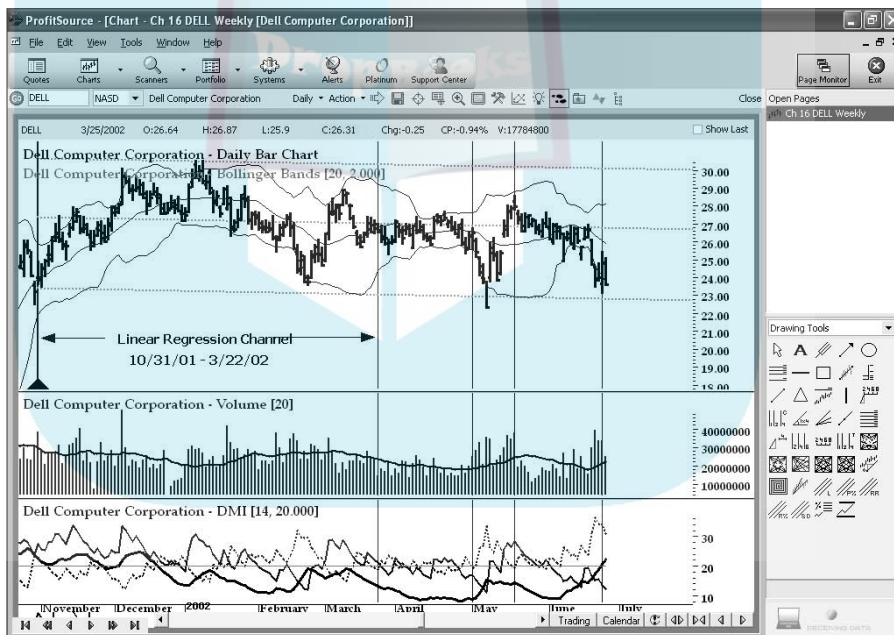 ProfitSource - [Chart - Ch 16 DELL Weekly [Dell Computer Corporation]]
File Edit View Tools Window Help
Quotes Charts Scanners Portfolio Systems Alerts Platinum Support Center Page Monitor Exit
DELL NASD Dell Computer Corporation Daily Action Close Open Pages
Ch 16 DELL Weekly
DELL 3/25/2002 O:26.64 H:26.87 L:25.9 C:26.31 Chg:-0.25 CP:-0.94% V:17784800 Show Last
Dell Computer Corporation - Daily Bar Chart
Dell Computer Corporation - Bollinger Bands [20 2.000]
30.00
29.00
28.00
27.00
26.00
25.00
24.00
23.00
22.00
21.00
20.00
19.00
18.00
Linear Regression Channel
10/31/01 - 3/22/02
Drawing Tools
Dell Computer Corporation - Volume [20]
40000000
30000000
20000000
10000000
Dell Computer Corporation - DMI [14, 20.000]
30
20
10
November December 2002 February March April May June July
Trading Calendar
RECEIVING DATA